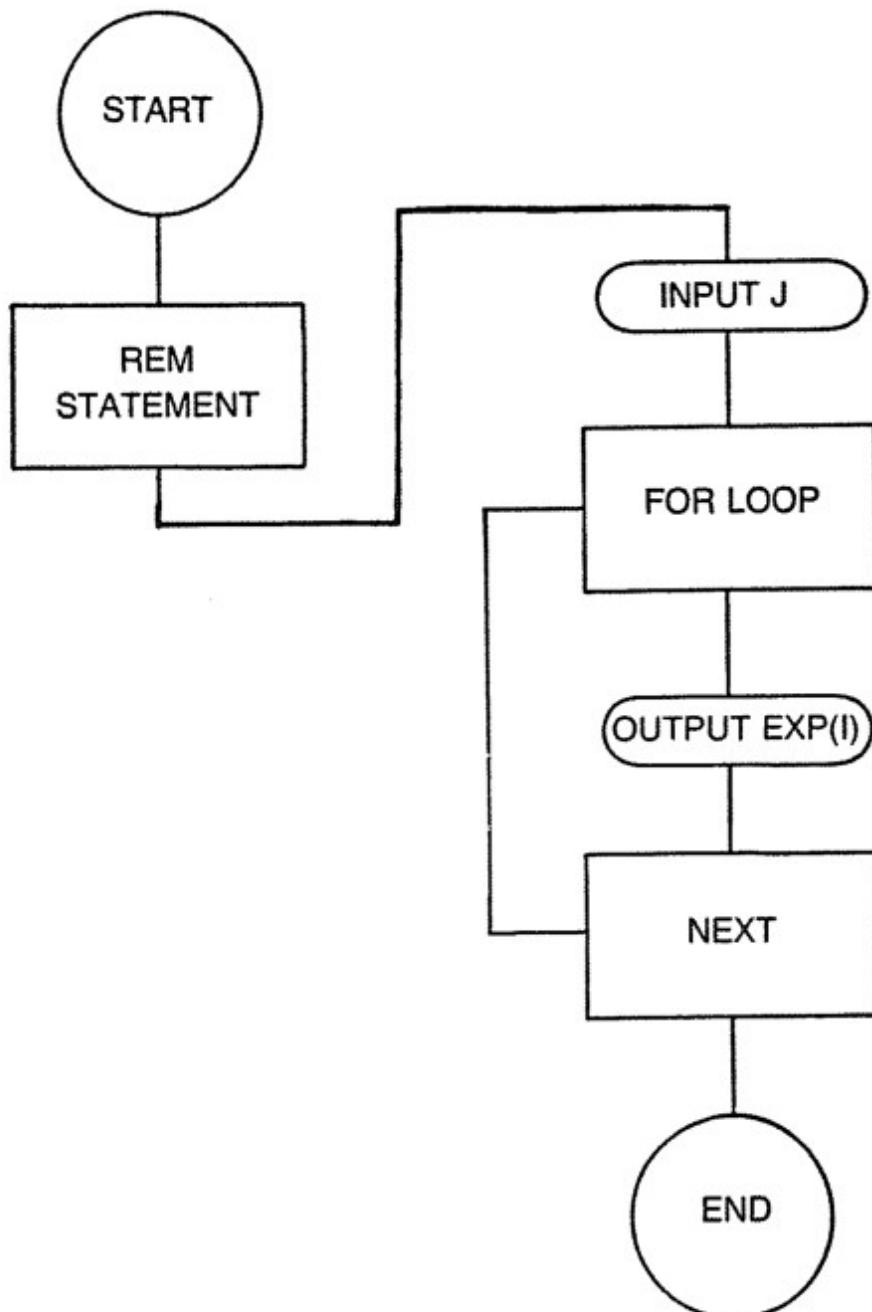 START
REM
STATEMENT
INPUT J
FOR LOOP
OUTPUT EXP(I)
NEXT
END